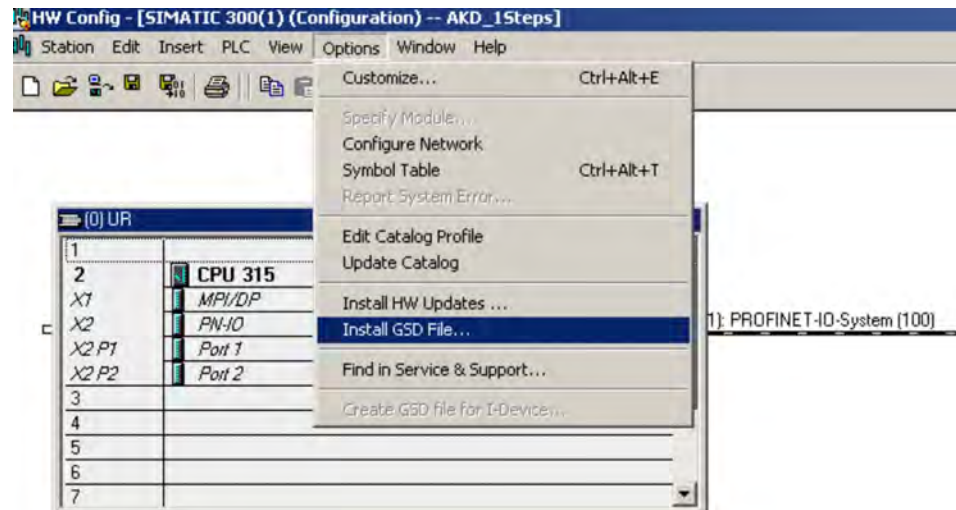 HW Config - [SIMATIC 300(1) (Configuration) -- AKD_1Steps]
Station Edit Insert PLC View Options Window Help
Customize... Ctrl+Alt+E
Specify Module...
Configure Network
Symbol Table Ctrl+Alt+T
Report System Error...
Edit Catalog Profile
Update Catalog
Install HW Updates ...
Install GSD File...
Find in Service & Support...
Create GSD file for I-Device...
(0) UR
1
2 CPU 315
X1 MPI/DP
X2 PN-IO
X2 P1 Port 1
X2 P2 Port 2
3
4
5
6
7
1): PROFINET-IO-System (100)